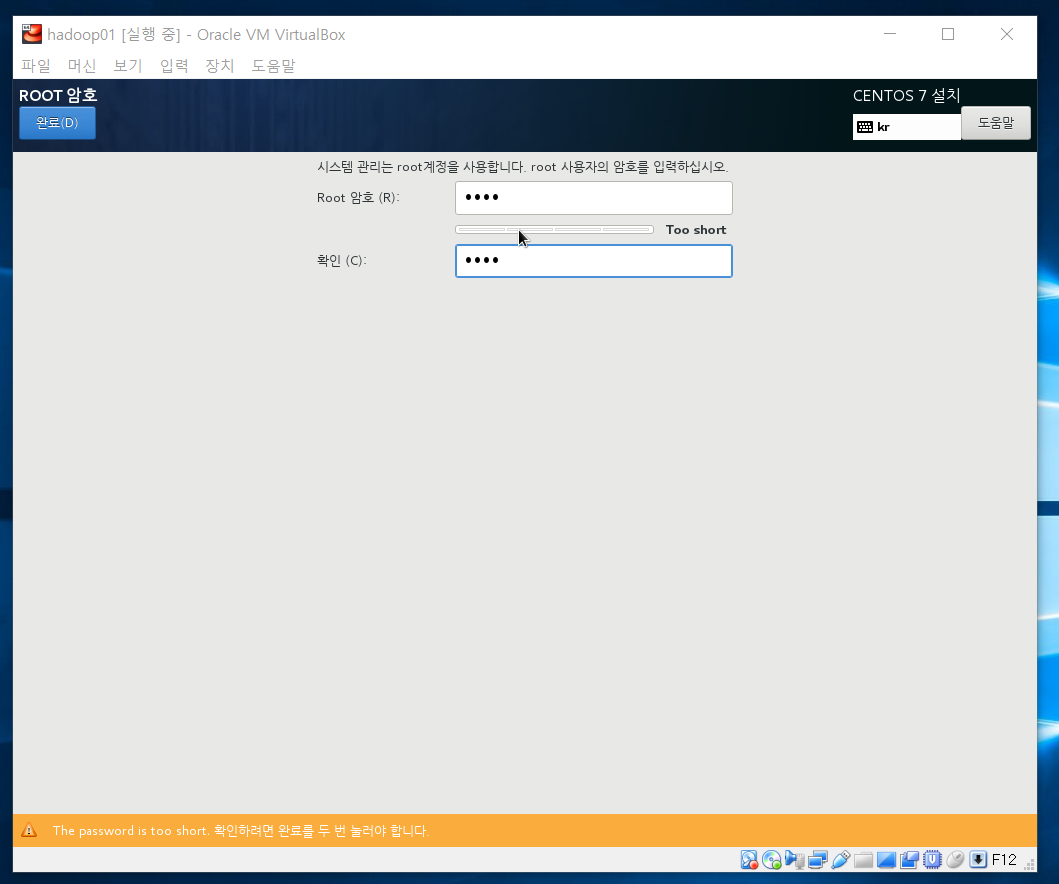 hadoop01 [실행 중] - Oracle VM VirtualBox
파일 머신 보기 입력 장치 도움말
ROOT 암호
CENTOS 7 설치
완료(D)
kr
도움말
시스템 관리는 root계정을 사용합니다. root 사용자의 암호를 입력하십시오.
Root 암호 (R): ••••
Too short
확인 (C): ••••
The password is too short. 확인하려면 완료를 두 번 눌러야 합니다.
F12